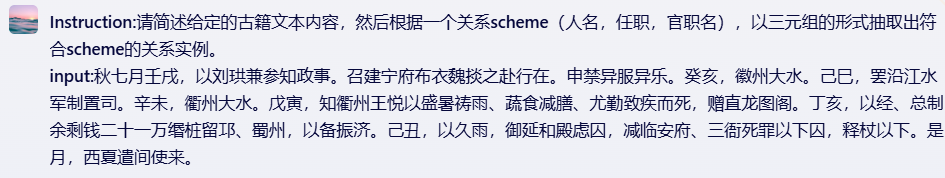 Instruction:请简述给定的古籍文本内容，然后根据一个关系scheme（人名，任职，官职名），以三元组的形式抽取出符
合scheme的关系实例。
input:秋七月壬戌，以刘珙兼参知政事。召建宁府布衣魏掞之赴行在。申禁异服异乐。癸亥，徽州大水。己巳，罢沿江水
军制置司。辛未，衢州大水。戊寅，知衢州王悦以盛暑祷雨、蔬食减膳、尤勤致疾而死，赠直龙图阁。丁亥，以经、总制
余剩钱二十一万缗桩留邛、蜀州，以备振济。己丑，以久雨，御延和殿虑囚，减临安府、三衙死罪以下囚，释杖以下。是
月，西夏遣间使来。